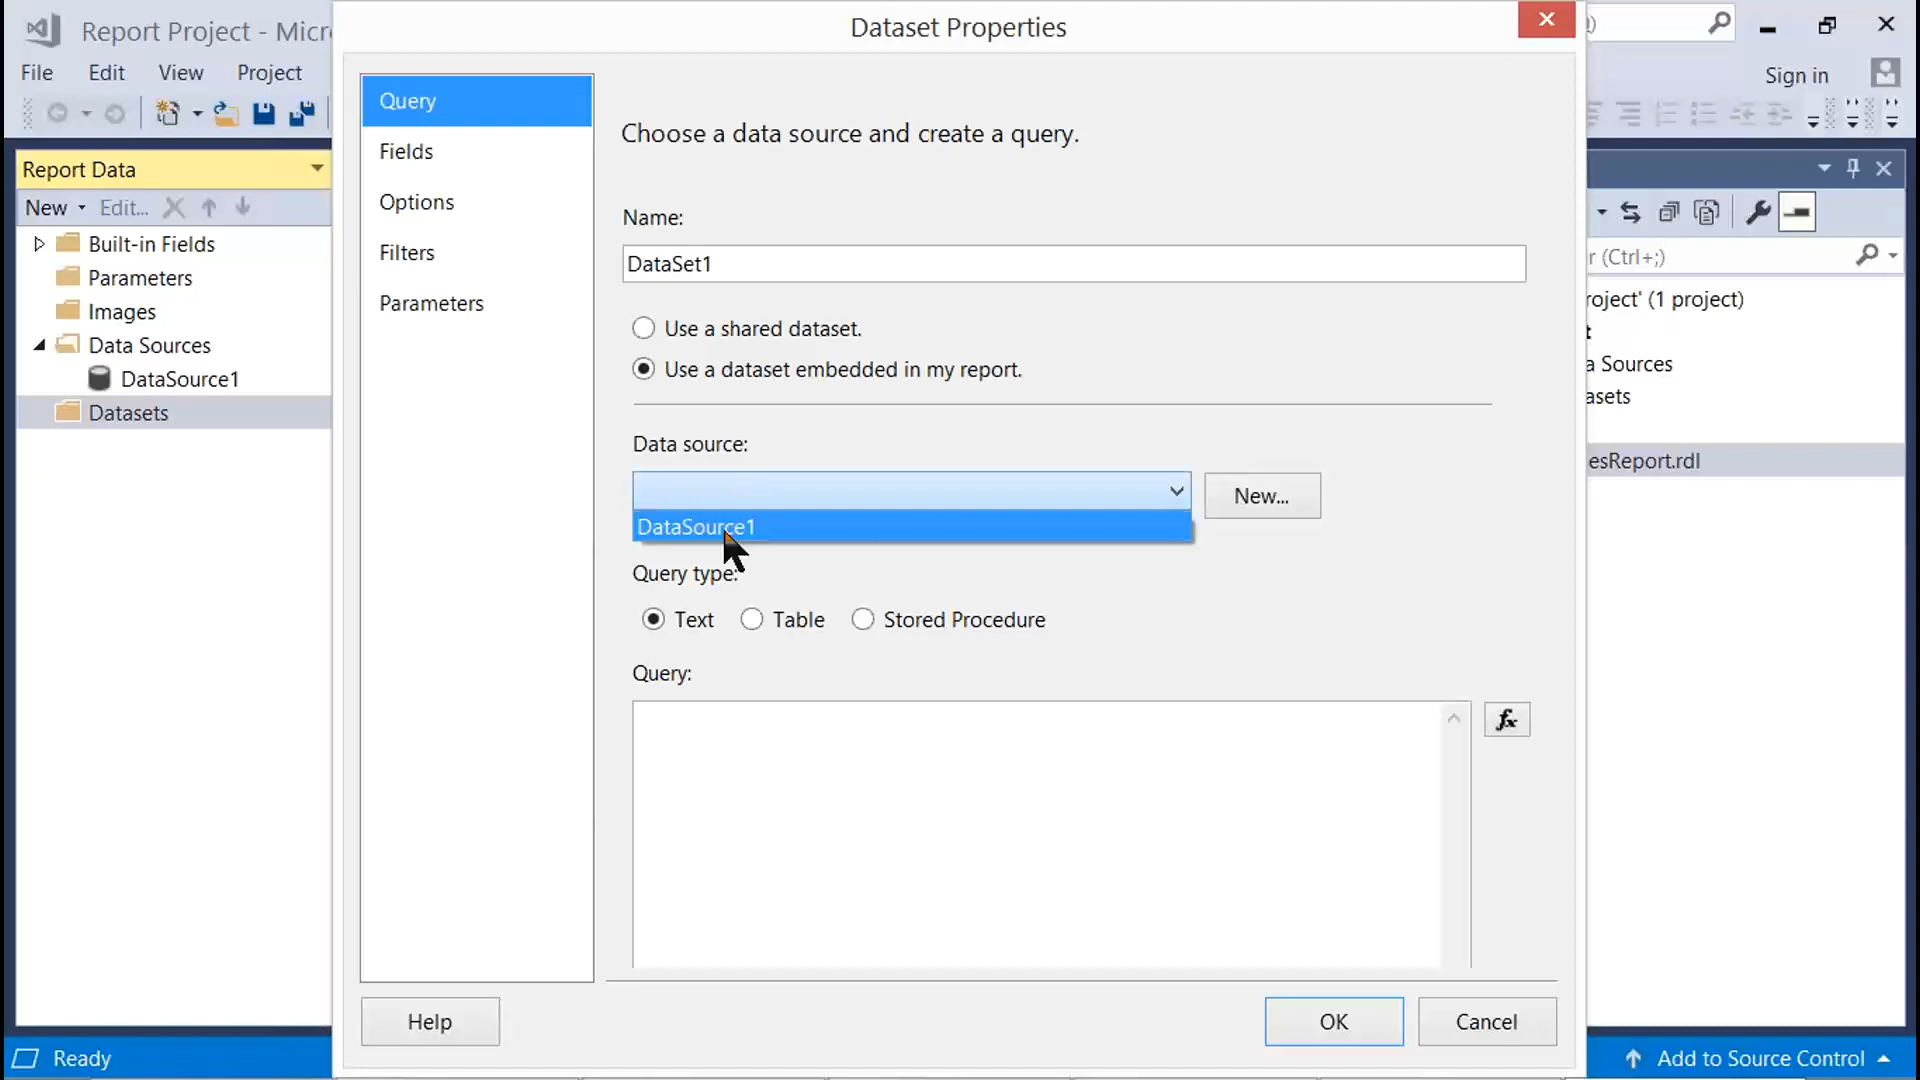 Report Project - Micr
Dataset Properties
Sign in
File Edit View Project
Report Data
New Edit...
Built-in Fields
Parameters
Images
Data Sources
DataSource1
Datasets
Query
Fields
Options
Filters
Parameters
Choose a data source and create a query.
Name:
DataSet1
Use a shared dataset.
Use a dataset embedded in my report.
Data source:
New...
DataSource1
Query type:
Text Table Stored Procedure
Query:
fx
Help OK Cancel
r (Ctrl+;)
roject' (1 project)
t
a Sources
asets
esReport.rdl
Ready
Add to Source Control